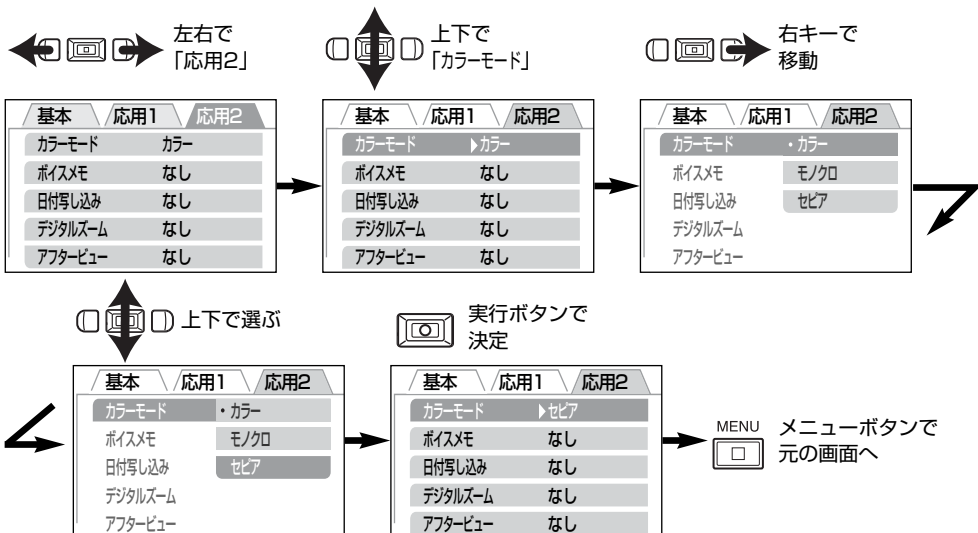 左右で
「応用2」
上下で
「カラーモード」
右キーで
移動
基本 応用1 応用2
カラーモード カラー
ボイスメモ なし
日付写し込み なし
デジタルズーム なし
アフタービュー なし
基本 応用1 応用2
カラーモード カラー
ボイスメモ なし
日付写し込み なし
デジタルズーム なし
アフタービュー なし
基本 応用1 応用2
カラーモード ・カラー
ボイスメモ モノクロ
日付写し込み セピア
デジタルズーム
アフタービュー
上下で選ぶ
実行ボタンで
決定
基本 応用1 応用2
カラーモード ・カラー
ボイスメモ モノクロ
日付写し込み セピア
デジタルズーム
アフタービュー
基本 応用1 応用2
カラーモード セピア
ボイスメモ なし
日付写し込み なし
デジタルズーム なし
アフタービュー なし
MENU メニューボタンで
元の画面へ